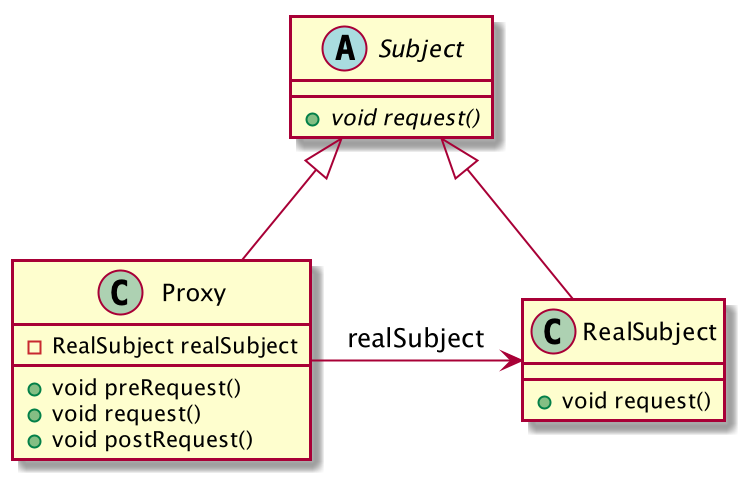 A Subject
void request()
C Proxy
RealSubject realSubject
void preRequest()
void request()
void postRequest()
realSubject
C RealSubject
void request()